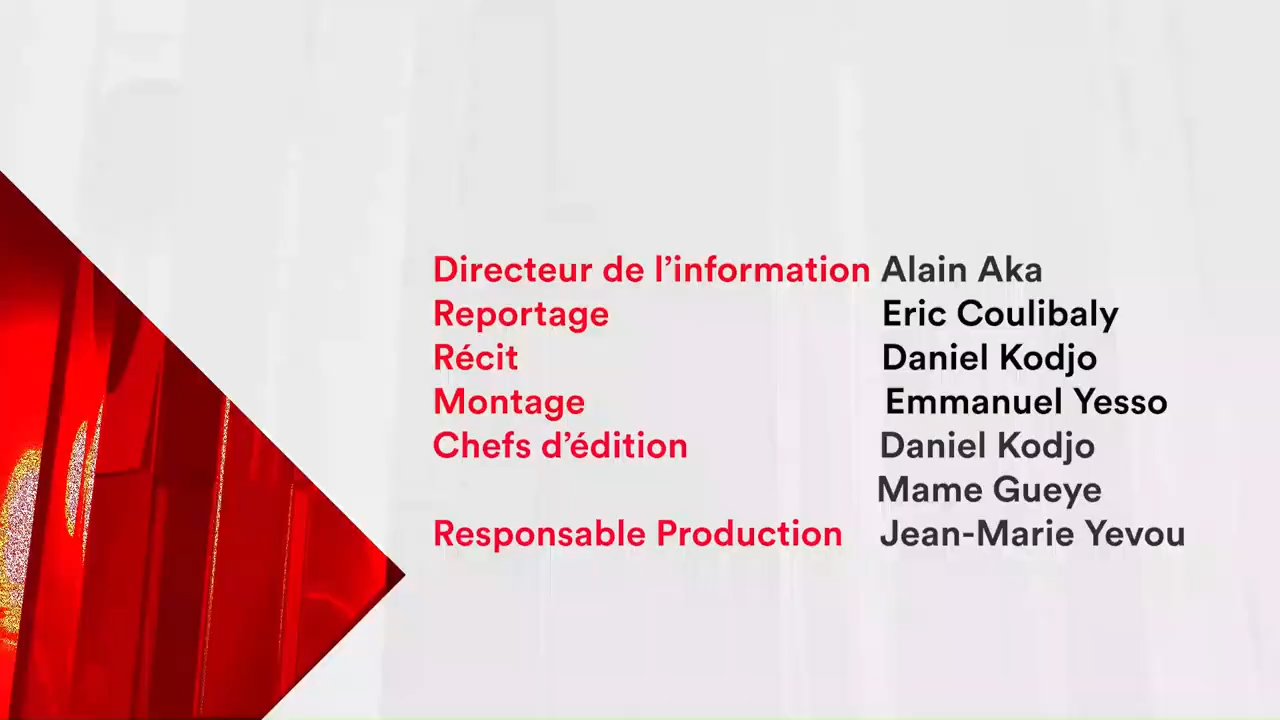 Directeur de l’information Alain Aka
Reportage Eric Coulibaly
Récit Daniel Kodjo
Montage Emmanuel Yesso
Chefs d’édition Daniel Kodjo
Mame Gueye
Responsable Production Jean-Marie Yevou